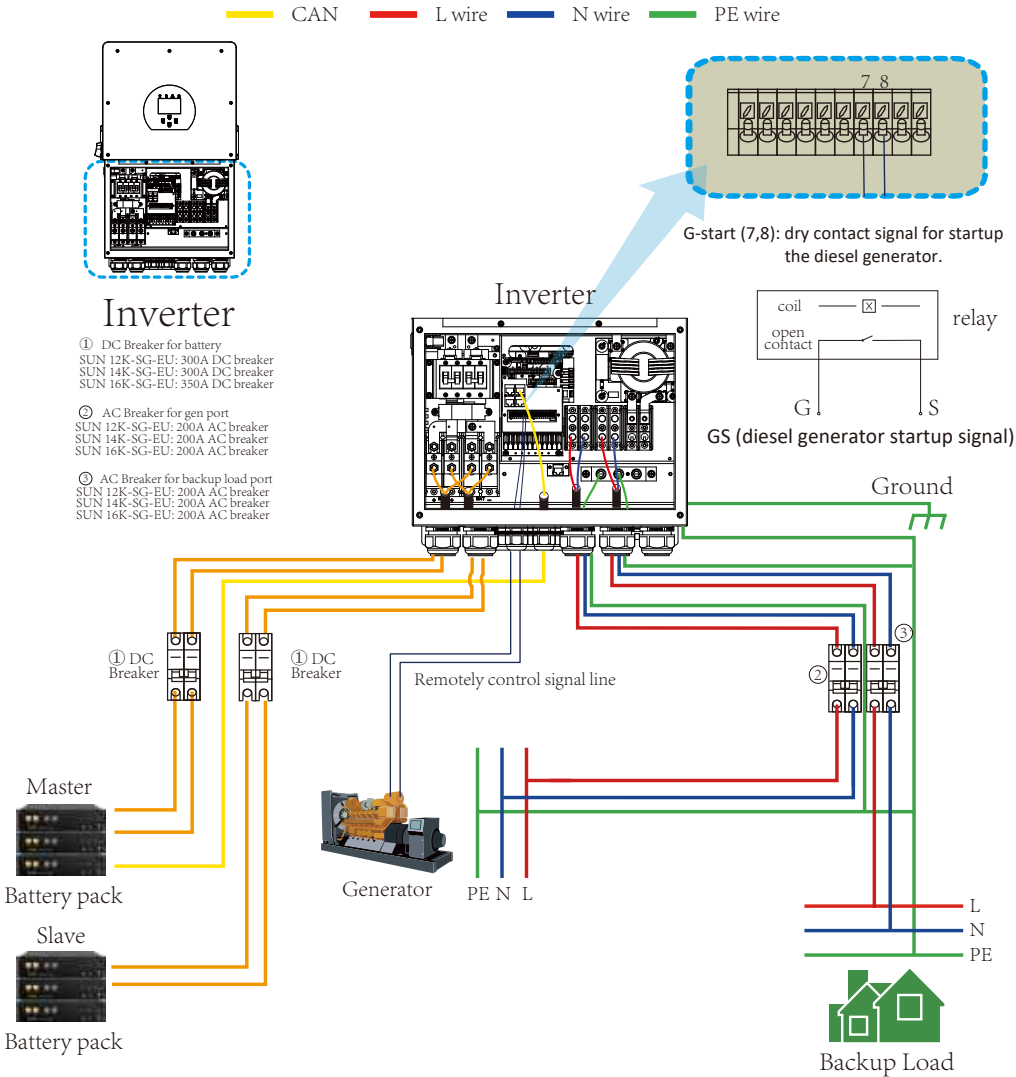 CAN
L wire
N wire
PE wire
7 8
G-start (7,8): dry contact signal for startup
the diesel generator.
Inverter
① DC Breaker for battery
SUN 12K-SG-EU: 300A DC breaker
SUN 14K-SG-EU: 300A DC breaker
SUN 16K-SG-EU: 350A DC breaker
② AC Breaker for gen port
SUN 12K-SG-EU: 200A AC breaker
SUN 14K-SG-EU: 200A AC breaker
SUN 16K-SG-EU: 200A AC breaker
③ AC Breaker for backup load port
SUN 12K-SG-EU: 200A AC breaker
SUN 14K-SG-EU: 200A AC breaker
SUN 16K-SG-EU: 200A AC breaker
Inverter
coil
X
open
contact
relay
G
S
GS (diesel generator startup signal)
Ground
① DC
Breaker
① DC
Breaker
Remotely control signal line
②
③
Master
Battery pack
Slave
Battery pack
Generator
PE N L
L
N
PE
Backup Load